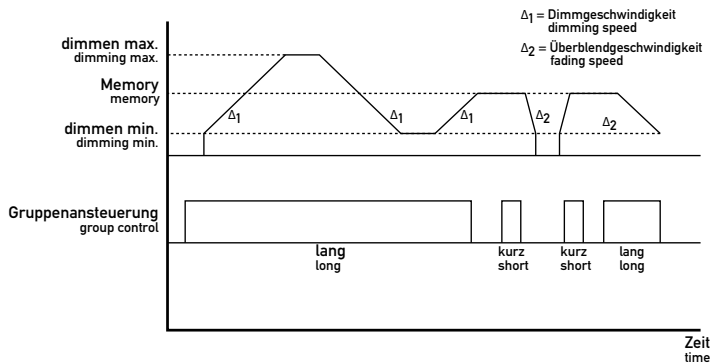 Δ1 = Dimmgeschwindigkeit
dimming speed
Δ2 = Überblendgeschwindigkeit
fading speed
dimmen max.
dimming max.
Memory
memory
dimmen min.
dimming min.
Δ1
Δ1
Δ1
Δ2
Δ2
Gruppenansteuerung
group control
lang
long
kurz
short
kurz
short
lang
long
Zeit
time